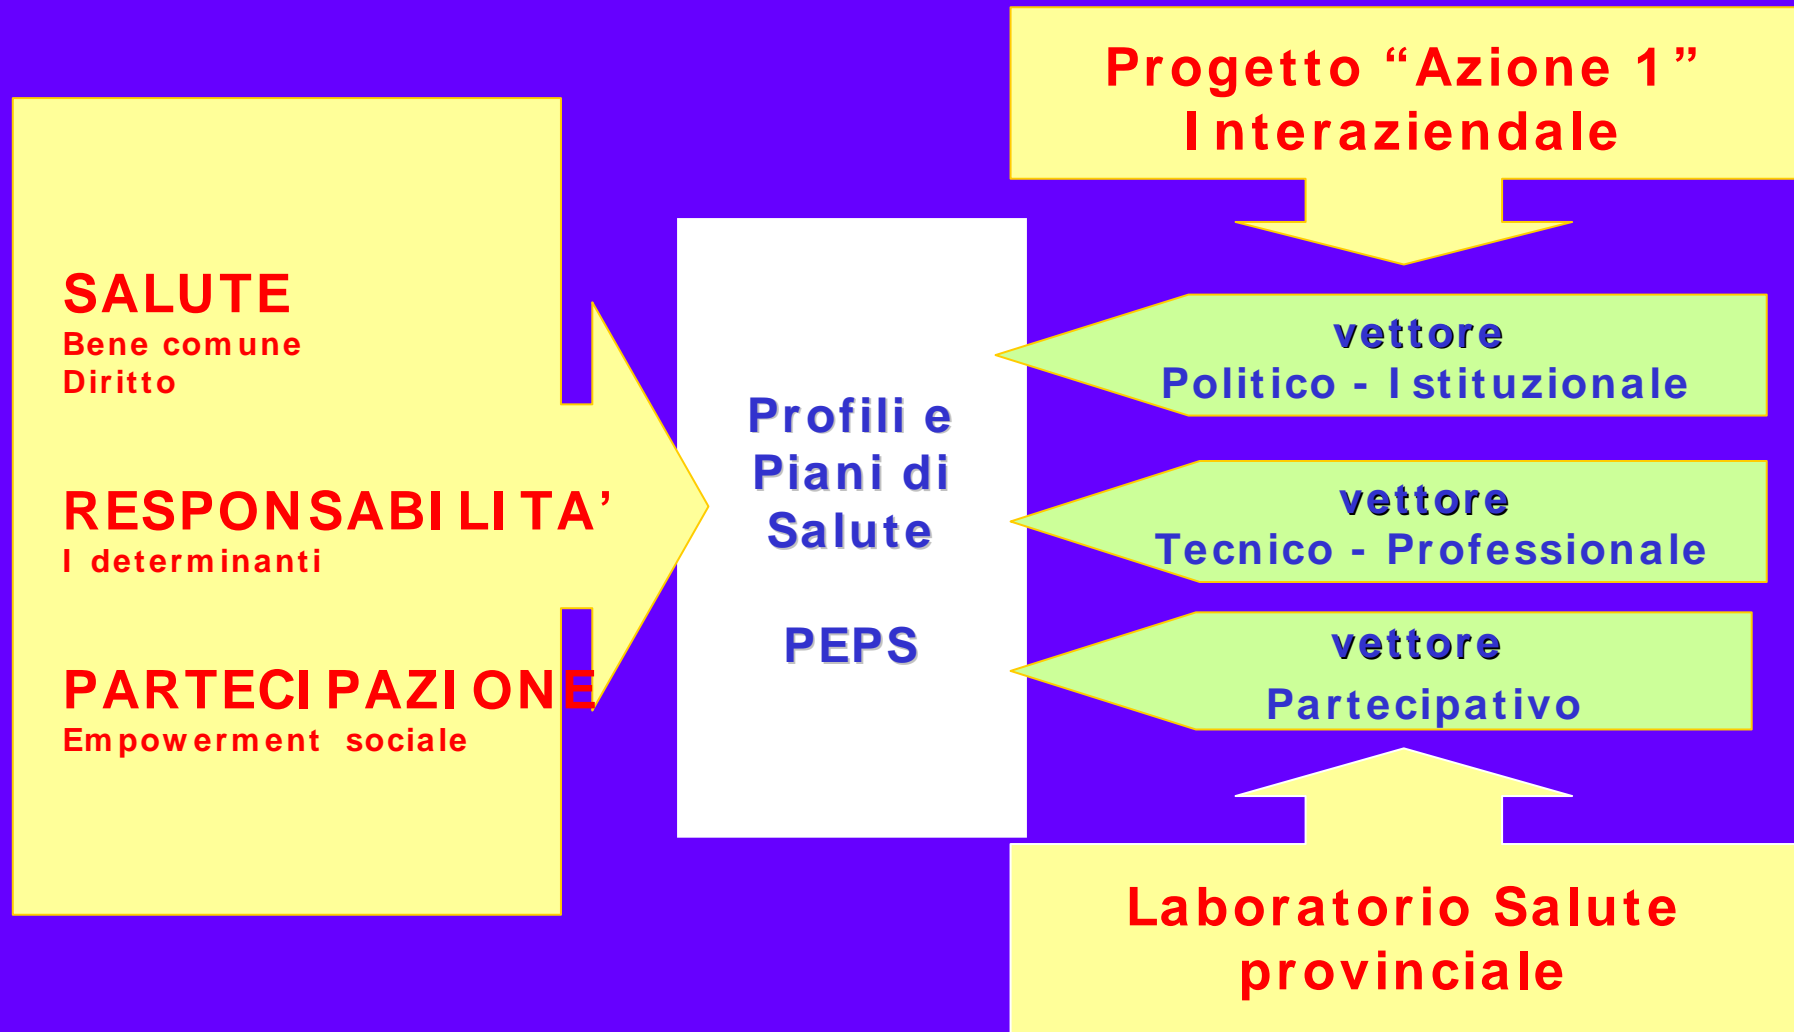 SALUTE
Bene comune
Diritto
RESPONSABILITA’
I determinanti
PARTECIPAZIONE
Empowerment sociale
Profili e
Piani di
Salute
PEPS
Progetto “Azione 1”
Interaziendale
vettore
Politico - Istituzionale
vettore
Tecnico - Professionale
vettore
Partecipativo
Laboratorio Salute
provinciale